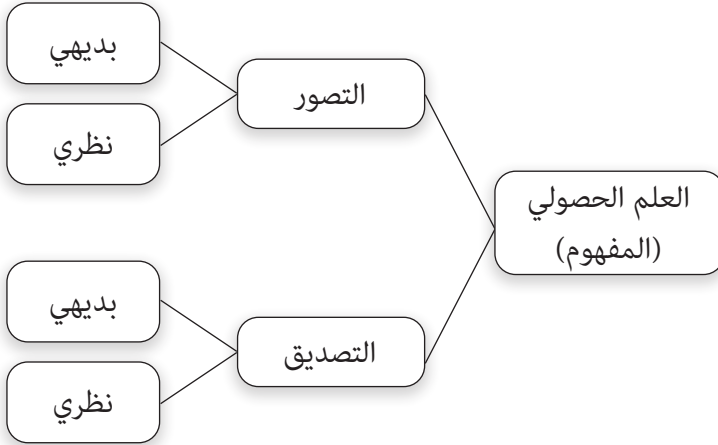 العلم الحصولي
(المفهوم)
التصور
بديهي
نظري
التصديق
بديهي
نظري